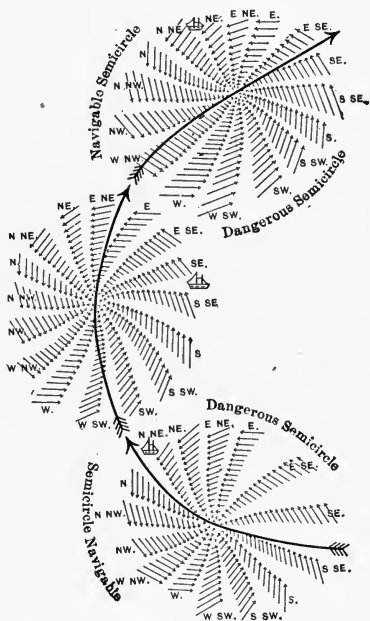 N NE.
NE.
E NE.
E.
E SE.
SE.
S SE.
S.
S SW.
SW.
W SW.
W.
W NW.
NW.
N NW.
N
Navigable Semicircle
Dangerous Semicircle
N NE.
NE.
E NE
E
E SE.
SE.
S SE
S
S SW.
SW.
W SW.
W.
W NW.
NW.
N NW.
N
Dangerous Semicircle
N NE.
NE.
E NE.
E.
E SE.
SE.
S SE.
S.
S SW.
W SW.
W.
W NW.
NW.
N NW.
N
Semicircle Navigable